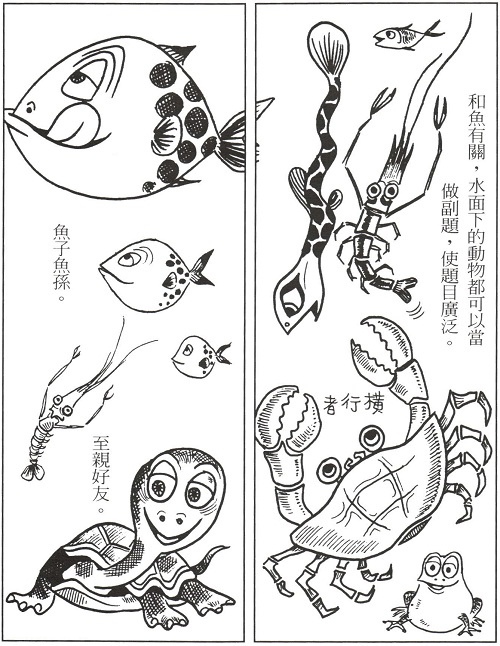 和魚有關，水面下的動物都可以當
做副題，使題目廣泛。
橫行者
魚子魚孫。
至親好友。